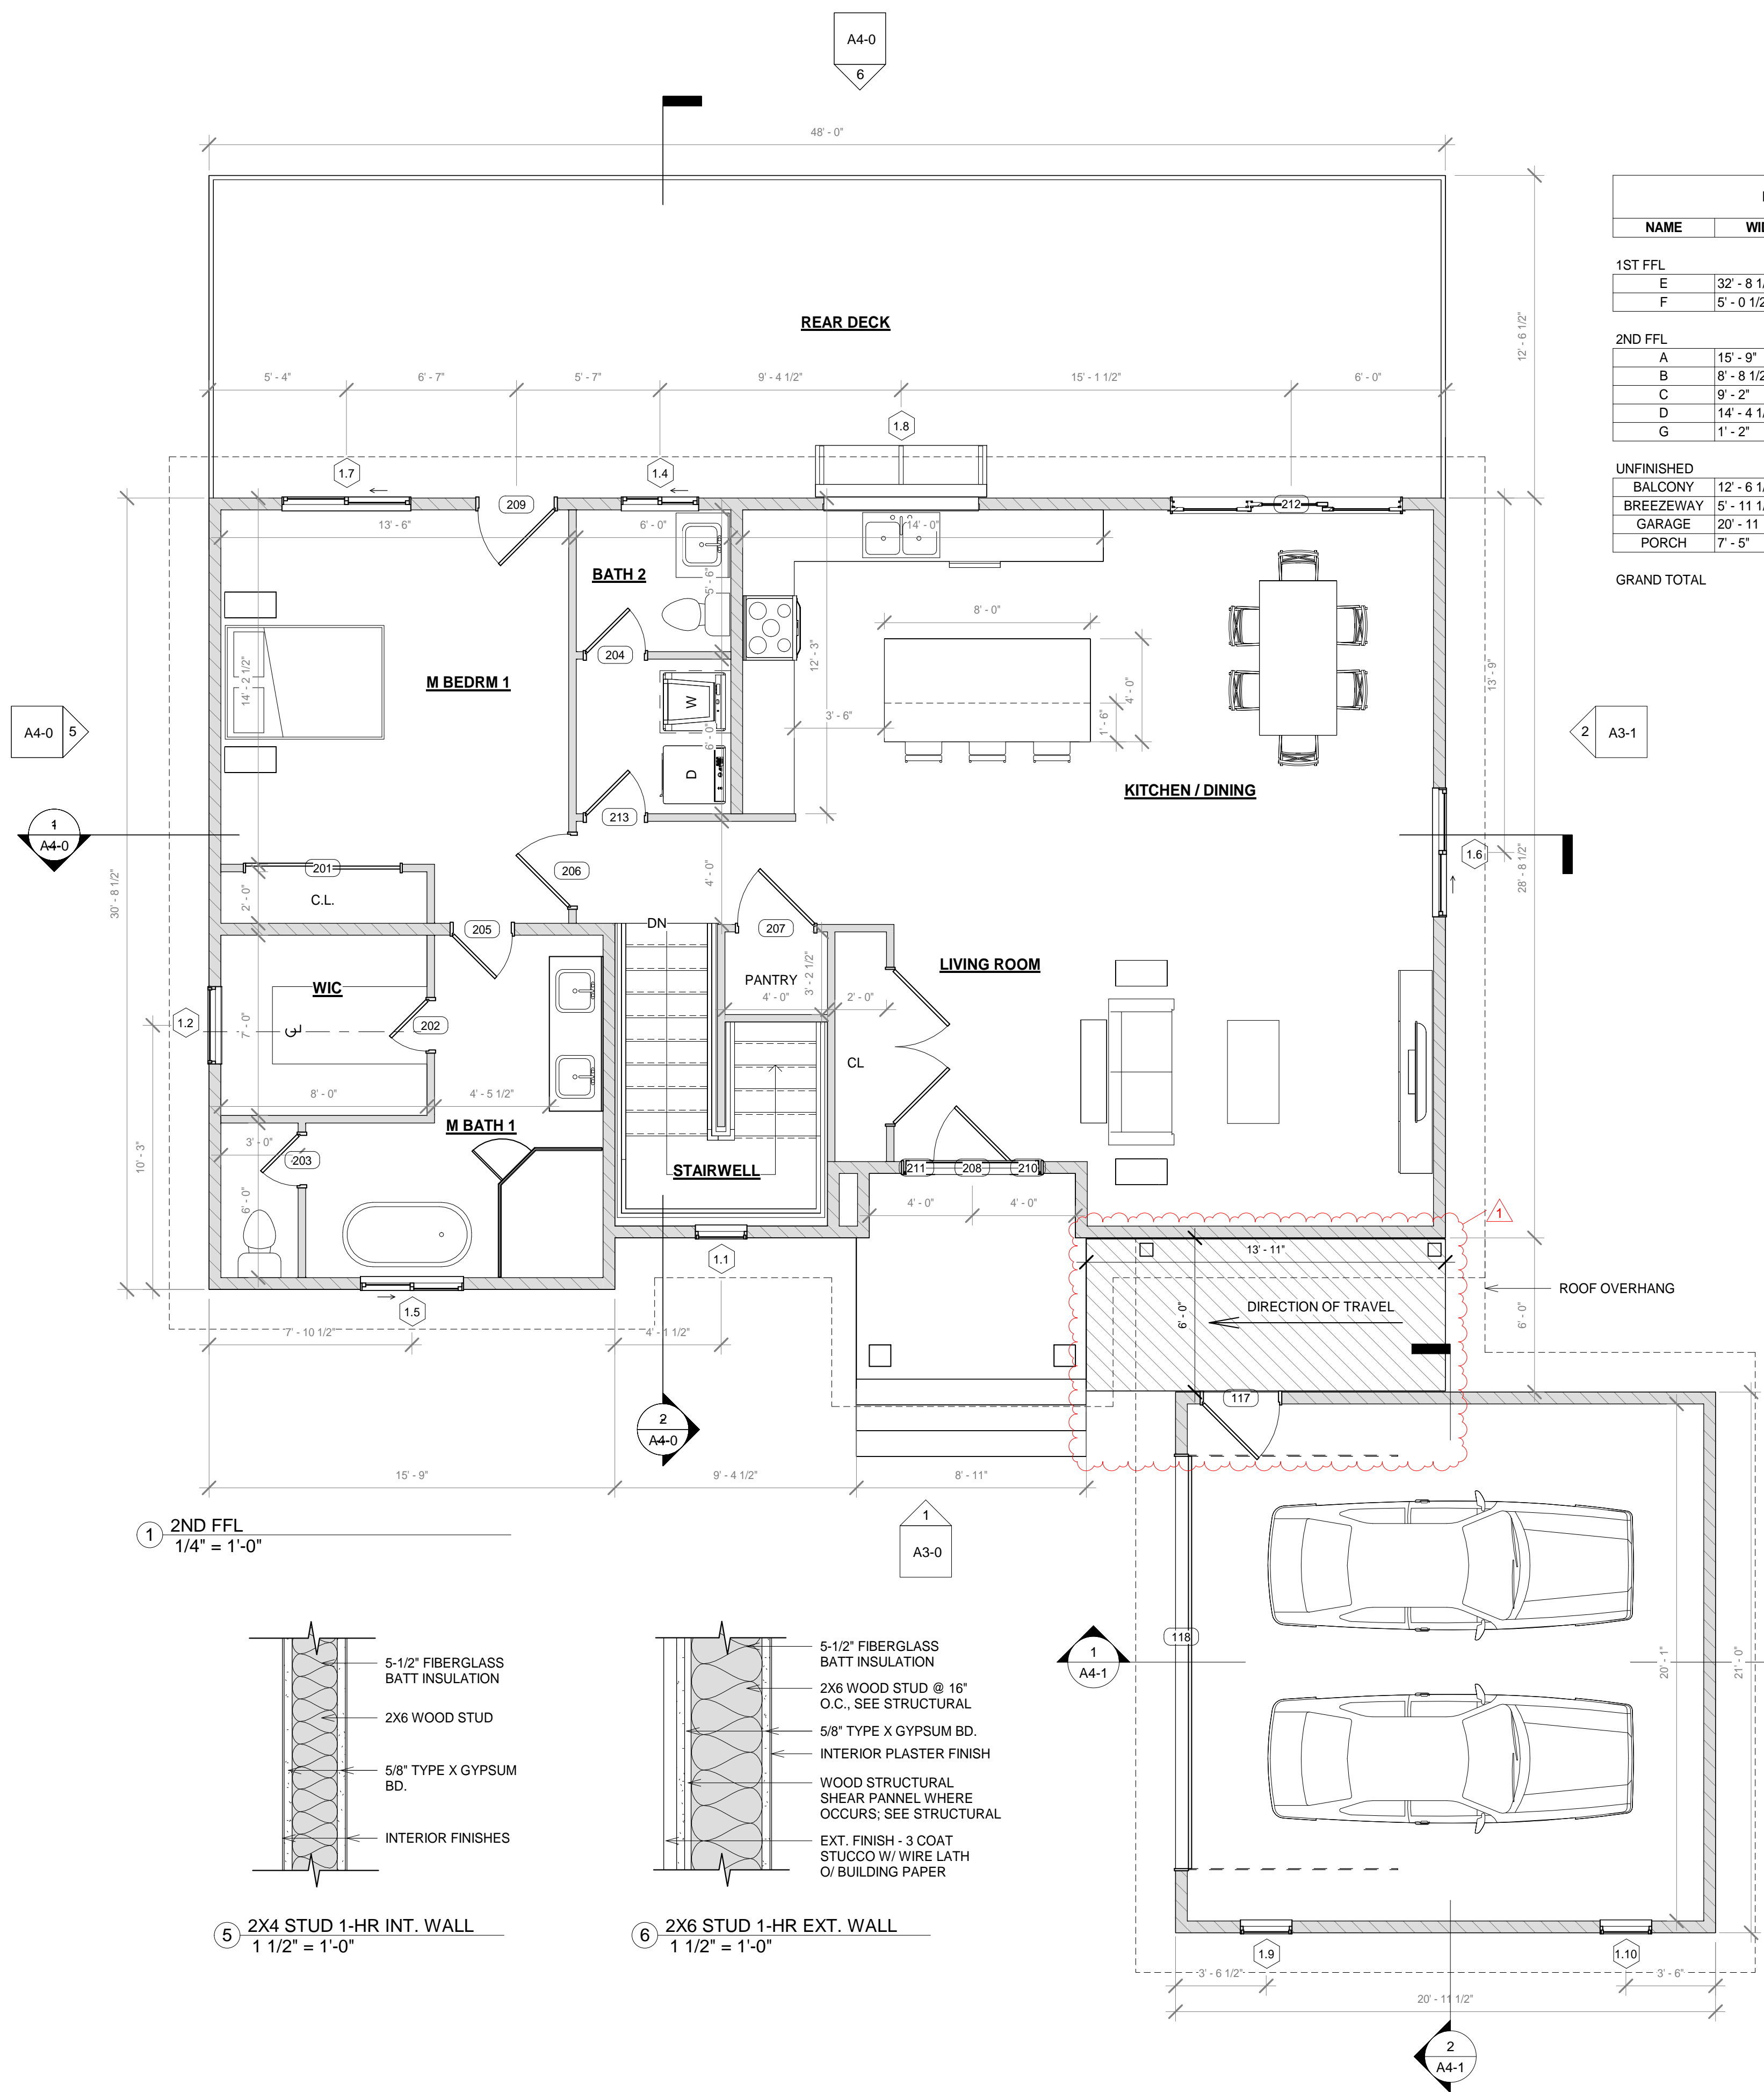 A4-0
6
48' - 0"
NAME
1ST FFL
E 32' - 8
F 5' - 0 1/2
2ND FFL
A 15' - 9"
B 8' - 8 1/2
C 9' - 2"
D 14' - 4
G 1' - 2"
UNFINISHED
BALCONY 12' - 6
BREEZEWAY 5' - 11
GARAGE 20' - 11
PORCH 7' - 5"
GRAND TOTAL
REAR DECK
12' - 6 1/2"
5' - 4"
6' - 7"
5' - 7"
9' - 4 1/2"
15' - 1 1/2"
6' - 0"
1.8
1.7
1.4
209
212
13' - 6"
6' - 0"
14' - 0"
BATH 2
5' - 6"
8' - 0"
204
12' - 3"
14' - 2 1/2"
M BEDRM 1
W
6' - 0"
3' - 6"
1' - 6"
4' - 0"
13' - 9"
A4-0
5
2
A3-1
D
KITCHEN / DINING
213
1
A4-0
1.6
201
206
4' - 0"
28' - 8 1/2"
30' - 8 1/2"
2' - 0"
C.L.
205
DN
207
LIVING ROOM
WIC
PANTRY
3' - 2 1/2"
4' - 0"
2' - 0"
1.2
7' - 0"
CL
202
CL
8' - 0"
4' - 5 1/2"
M BATH 1
10' - 3"
3' - 0"
203
STAIRWELL
211
208
210
6' - 0"
4' - 0"
4' - 0"
1
13' - 11"
1.1
ROOF OVERHANG
1.5
DIRECTION OF TRAVEL
6' - 0"
6' - 0"
7' - 10 1/2"
4' - 1 1/2"
117
2
A4-0
15' - 9"
9' - 4 1/2"
8' - 11"
1
A3-0
1
2ND FFL
1/4" = 1'-0"
118
1
A4-1
20' - 1"
21' - 0"
5-1/2" FIBERGLASS
BATT INSULATION
2X6 WOOD STUD
5/8" TYPE X GYPSUM
BD.
INTERIOR FINISHES
5-1/2" FIBERGLASS
BATT INSULATION
2X6 WOOD STUD @ 16"
O.C., SEE STRUCTURAL
5/8" TYPE X GYPSUM BD.
INTERIOR PLASTER FINISH
WOOD STRUCTURAL
SHEAR PANNEL WHERE
OCCURS; SEE STRUCTURAL
EXT. FINISH - 3 COAT
STUCCO W/ WIRE LATH
O/ BUILDING PAPER
5
2X4 STUD 1-HR INT. WALL
1 1/2" = 1'-0"
6
2X6 STUD 1-HR EXT. WALL
1 1/2" = 1'-0"
1.9
1.10
3' - 6 1/2"
3' - 6"
20' - 11 1/2"
2
A4-1